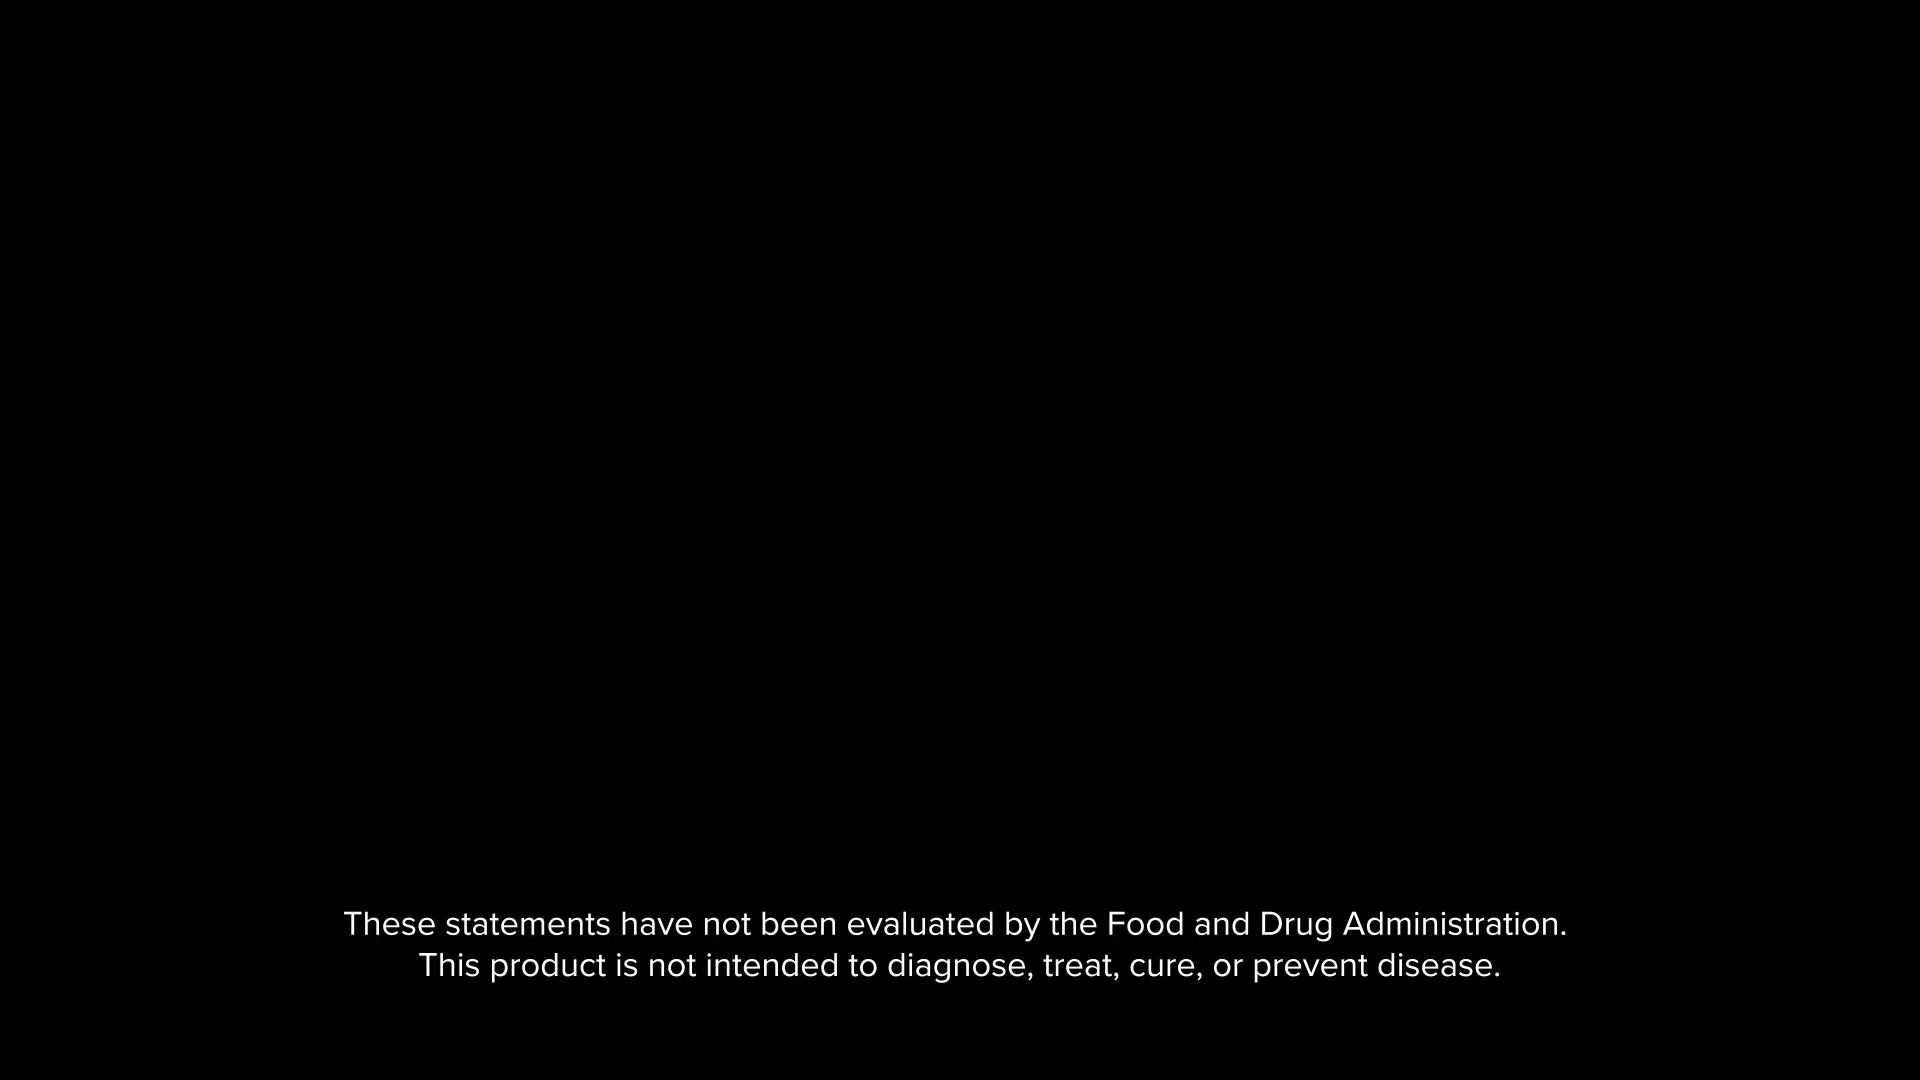 These statements have not been evaluated by the Food and Drug Administration.
This product is not intended to diagnose, treat, cure, or prevent disease.